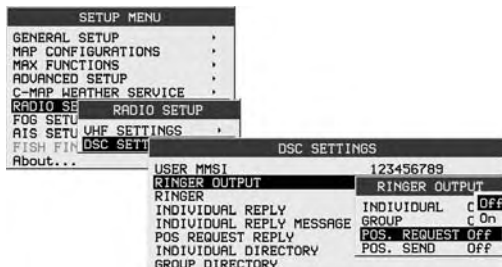 SETUP MENU
GENERAL SETUP
MAP CONFIGURATIONS
MAX FUNCTIONS
ADVANCED SETUP
C-MAP WEATHER SERVICE
RADIO SE
RADIO SETUP
FOG SETU
VHF SETTINGS
AIS SETU
DSC SETT
FISH FIN
About...
DSC SETTINGS
USER MMSI 123456789
RINGER OUTPUT
RINGER
RINGER OUTPUT
INDIVIDUAL REPLY
INDIVIDUAL Off
INDIVIDUAL REPLY MESSAGE
GROUP On
POS REQUEST REPLY
POS. REQUEST Off
INDIVIDUAL DIRECTORY
POS. SEND Off
GROUP DIRECTORY